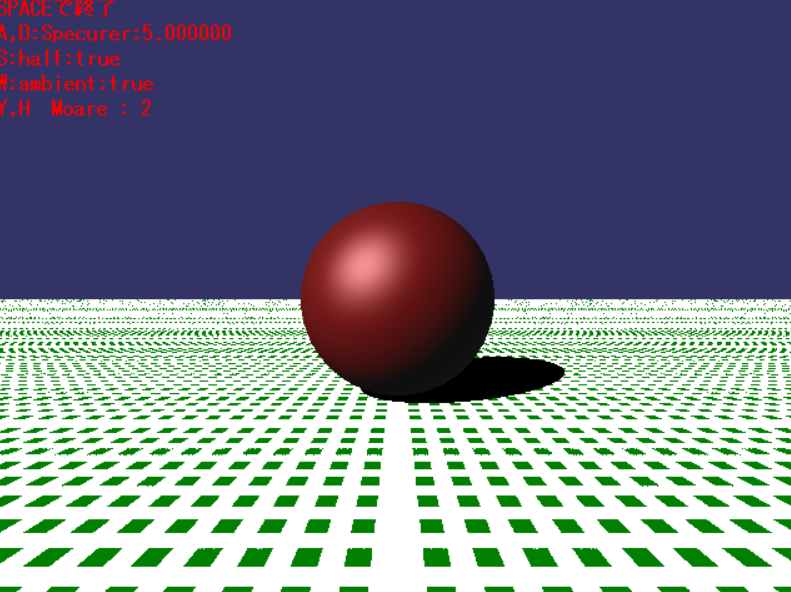 SPACEで終了
A,D:Specurer:5.000000
S:half:true
W:ambient:true
Y,H  Moare : 2